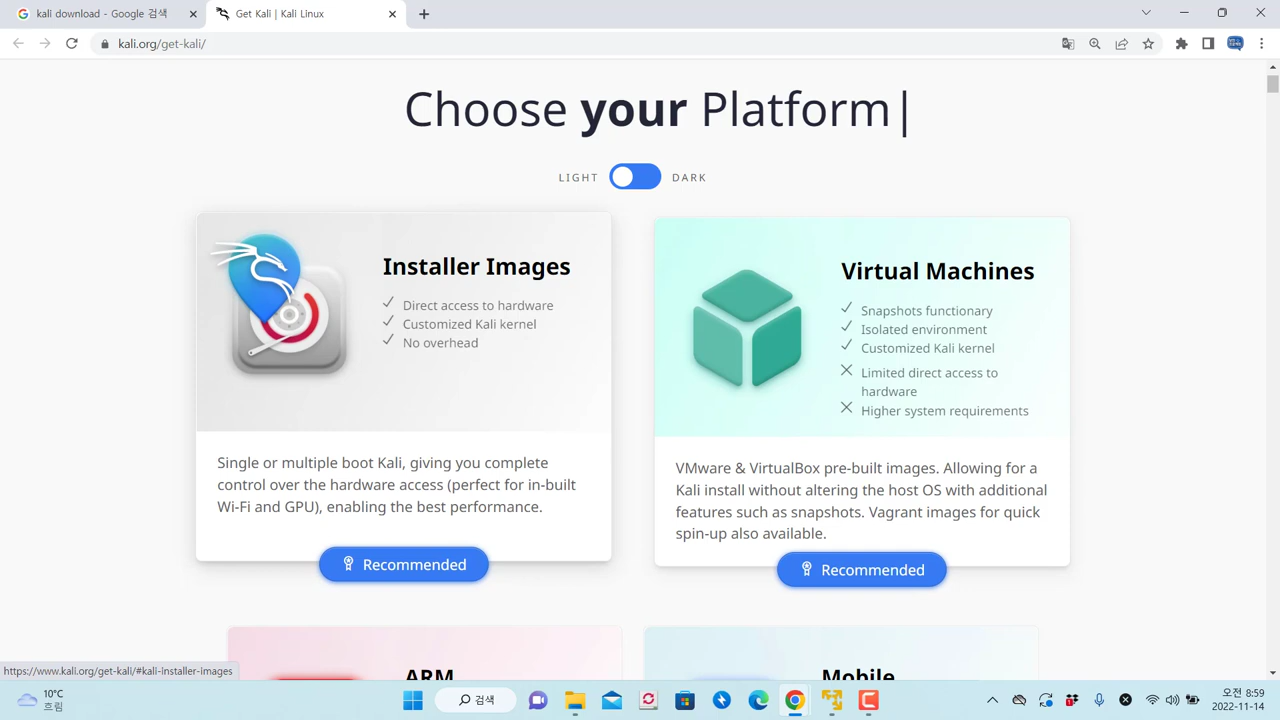 kali download - Google 검색
Get Kali | Kali Linux
kali.org/get-kali/
Choose your Platform|
LIGHT
DARK
Installer Images
Direct access to hardware
Customized Kali kernel
No overhead
Single or multiple boot Kali, giving you complete
control over the hardware access (perfect for in-built
Wi-Fi and GPU), enabling the best performance.
Recommended
Virtual Machines
Snapshots functionary
Isolated environment
Customized Kali kernel
Limited direct access to
hardware
Higher system requirements
VMware & VirtualBox pre-built images. Allowing for a
Kali install without altering the host OS with additional
features such as snapshots. Vagrant images for quick
spin-up also available.
Recommended
ARM
Mobile
https://www.kali.org/get-kali/#kali-installer-images
10°C
흐림
검색
오전 8:59
2022-11-14